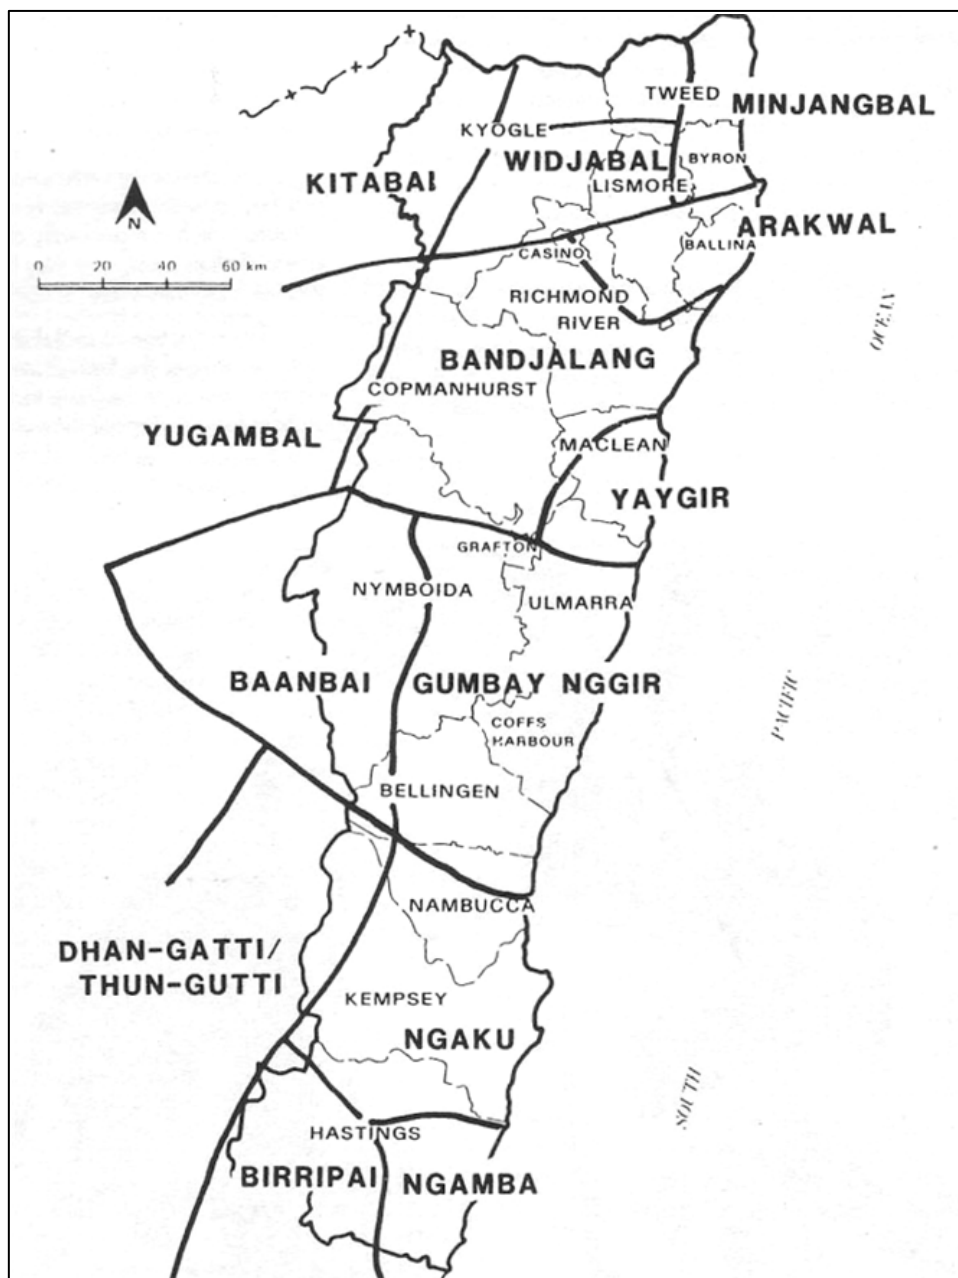 TWEED
MINJANGBAL
KYOGLE
WIDJABAL
BYRON
KITABAI
LISMORE
N
ARAKWAL
BALLINA
CASINO
0 20 40 60 km
RICHMOND
RIVER
OCEAN
BANDJALANG
COPMANHURST
YUGAMBAL
MACLEAN
YAYGIR
GRAFTON
NYMBOIDA
ULMARRA
BAANBAI
GUMBAY NGGIR
PACIFIC
COFFS
HARBOUR
BELLINGEN
NAMBUCCA
DHAN-GATTI/
THUN-GUTTI
KEMPSEY
NGAKU
SOUTH
HASTINGS
BIRRIPAI
NGAMBA